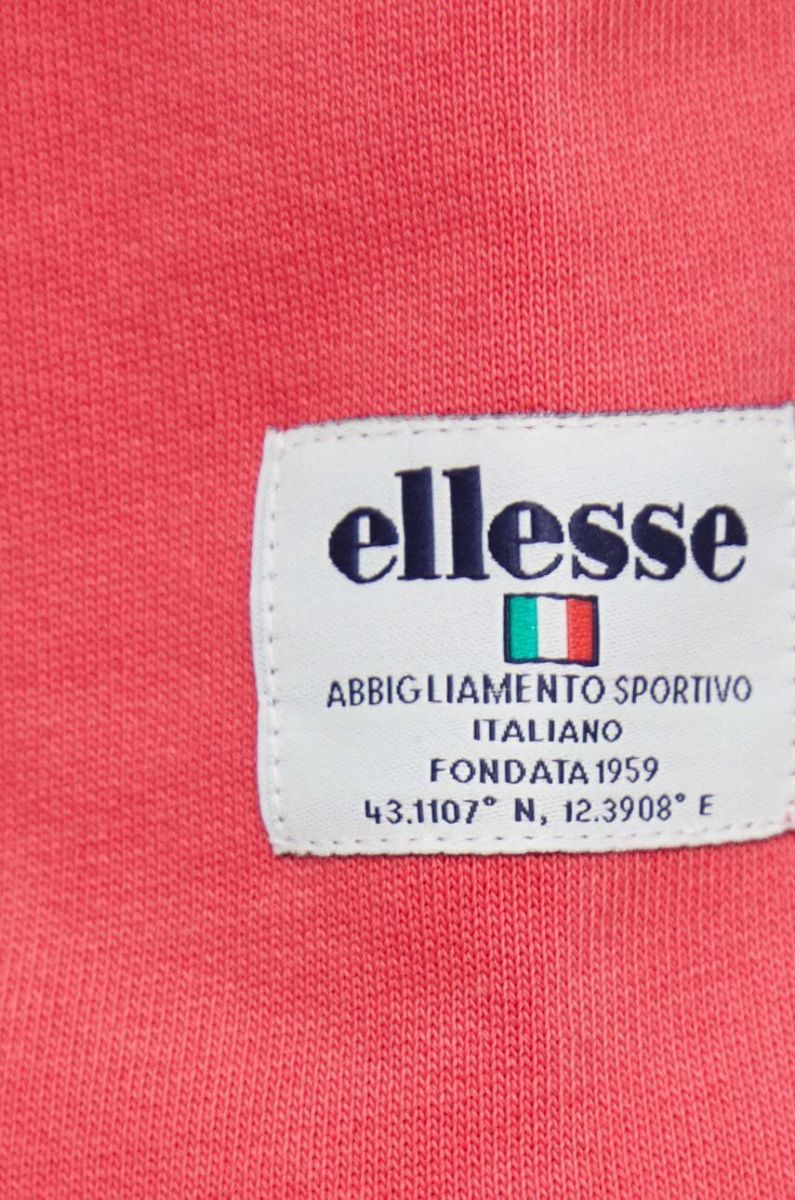 ellesse
ABBIGLIAMENTO SPORTIVO
ITALIANO
FONDATA 1959
43.1107° N, 12.3908° E